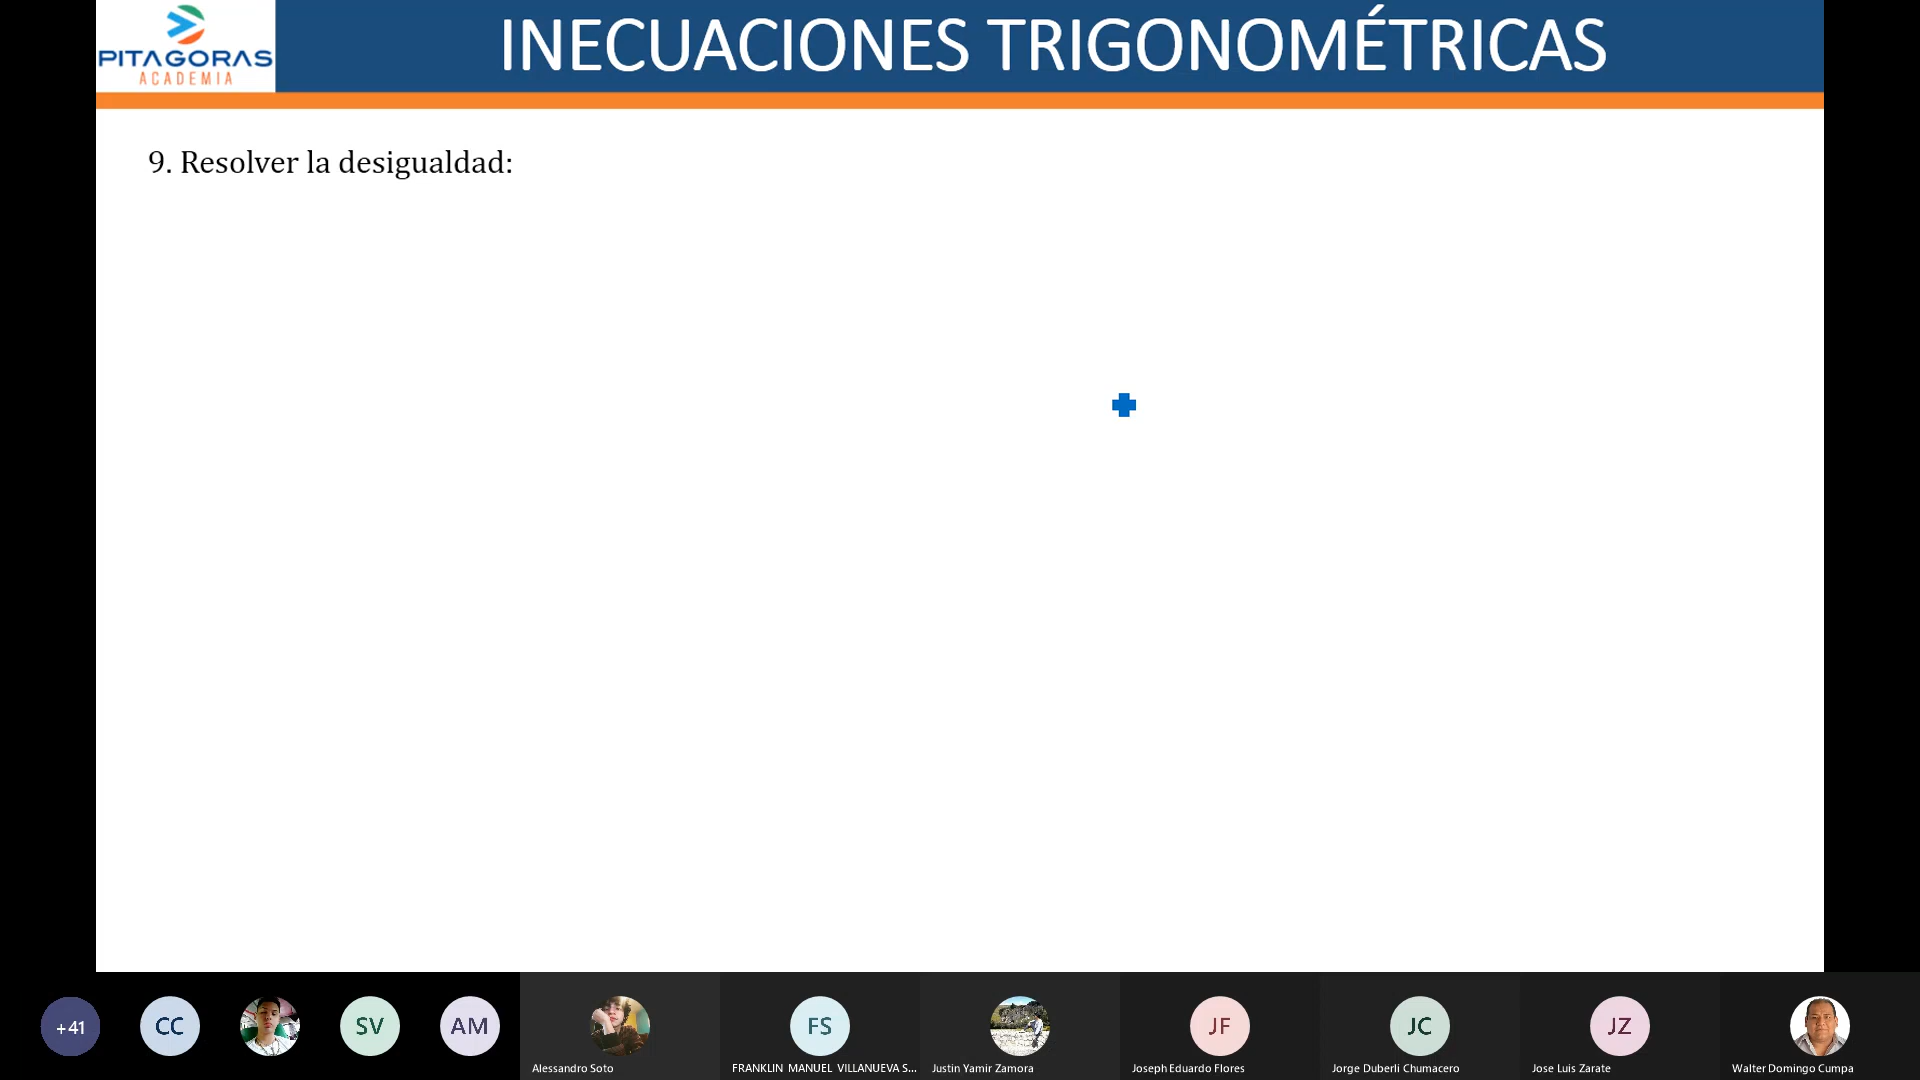 PITAGORAS
ACADEMIA
INECUACIONES TRIGONOMÉTRICAS
9. Resolver la desigualdad:
+41
CC
SV
AM
FS
JF
JC
JZ
Alessandro Soto
FRANKLIN MANUEL VILLANUEVA S...
Justin Yamir Zamora
Joseph Eduardo Flores
Jorge Duberli Chumacero
Jose Luis Zarate
Walter Domingo Cumpa